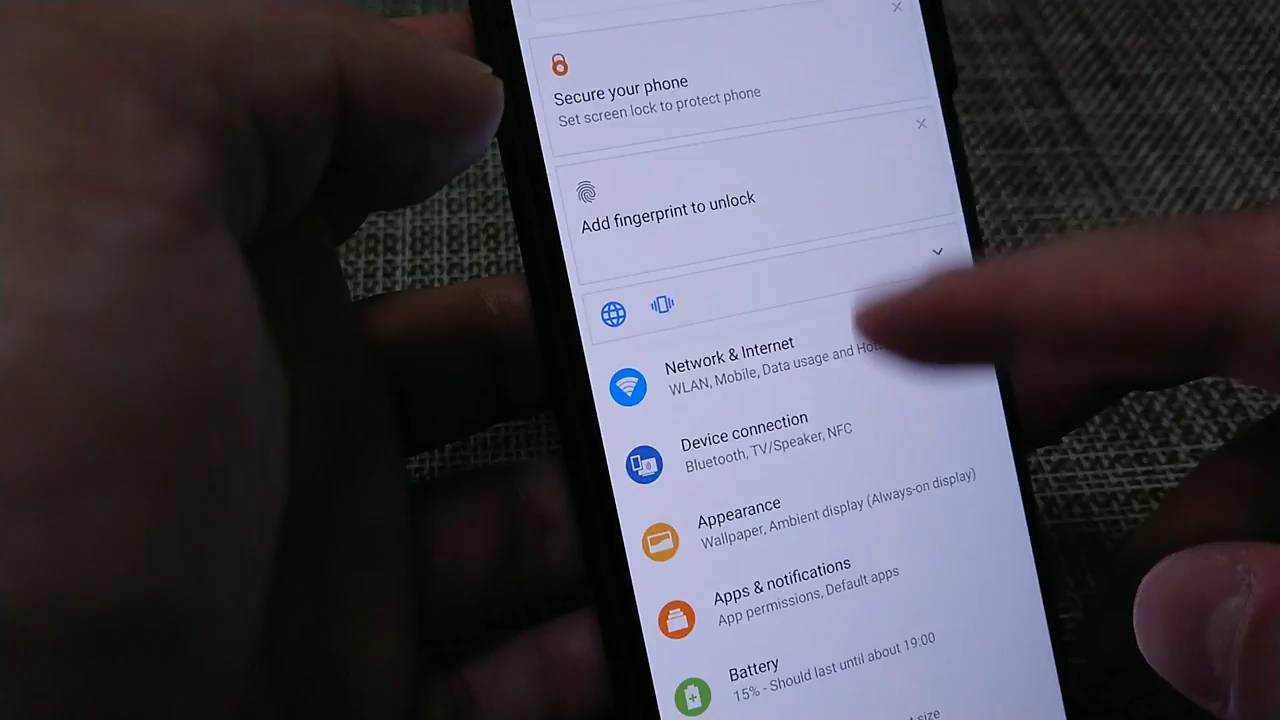 Secure your phone
Set screen lock to protect phone
Add fingerprint to unlock
Network & Internet
WLAN, Mobile, Data usage and
Device connection
Bluetooth, TV/Speaker, NFC
Appearance
Wallpaper, Ambient display (Always-on display)
Apps & notifications
App permissions, Default apps
Battery
15% - Should last until about 19:00
size